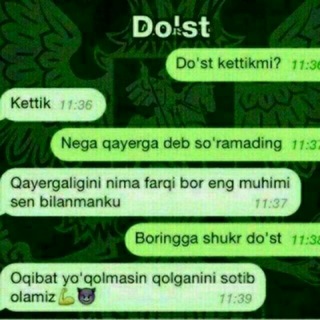 Do'st
Do'st kettikmi? 11:36
Kettik 11:36
Nega qayerga deb so'ramading 11:37
Qayergaligini nima farqi bor eng muhimi
sen bilanmanku 11:37
Boringga shukr do'st 11:38
Oqibat yo'qolmasin qolganini sotib
olamiz💪😈 11:39